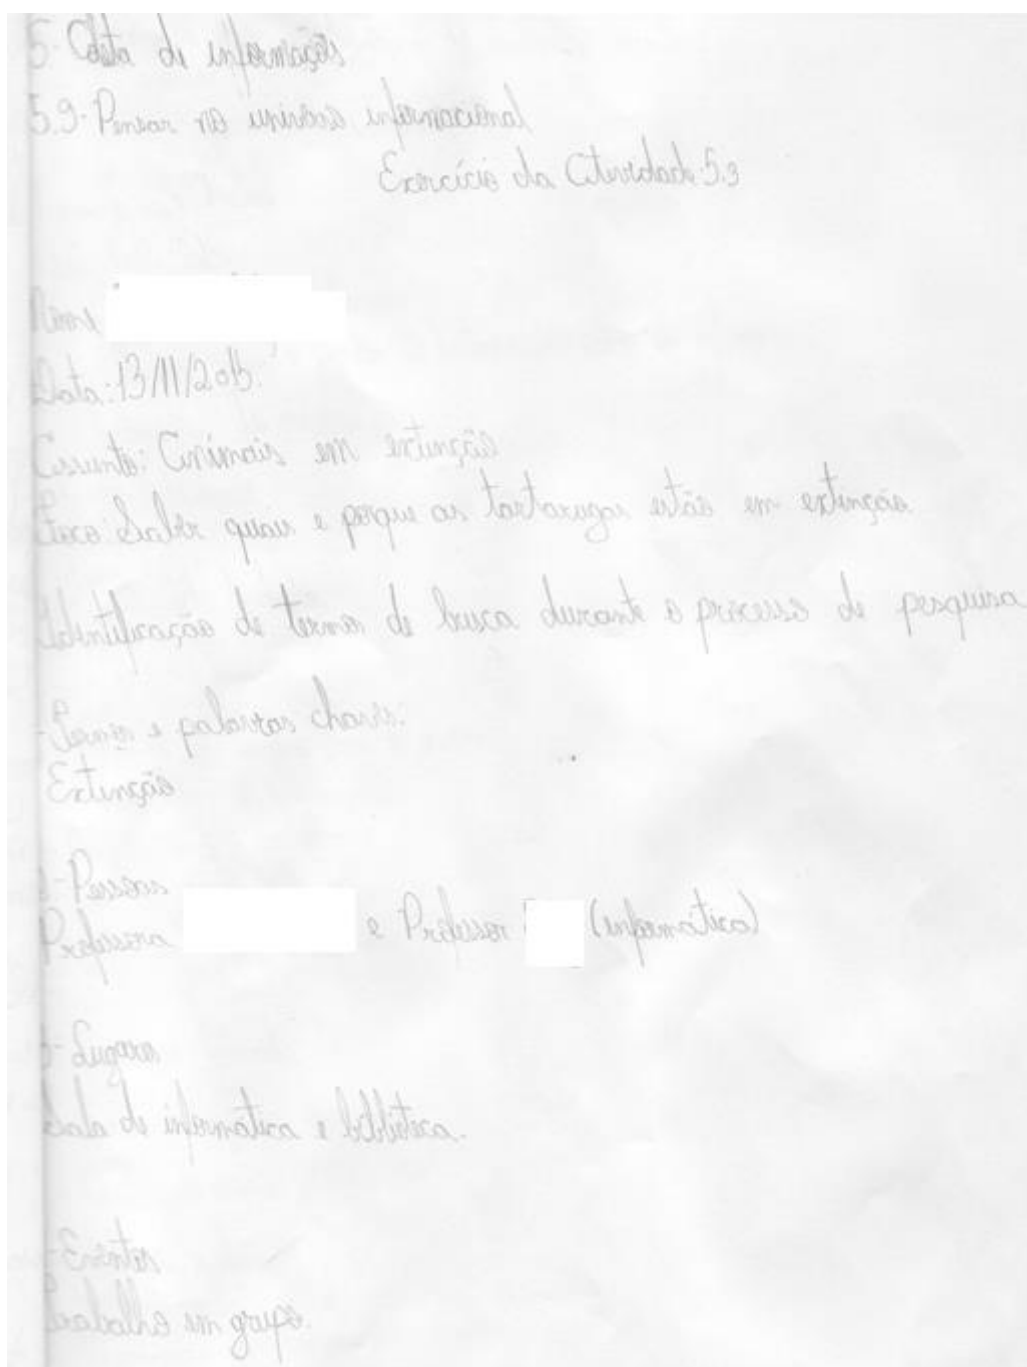 5- Coleta de informações
5.3- Pensar no universo informacional
Exercício da Atividade 5.3
Nome
Data: 13/11/2015.
Assunto: Animais em extinção
Foco Saber quais e porque as tartarugas estão em extinção
Identificação de termos de busca durante o processo de pesquisa
-Termos e palavras chaves:
Extinção
- Pessoas
Professora e Professor (informática)
- Lugares
Sala de informática e biblioteca.
-Eventos
Trabalho em grupo.